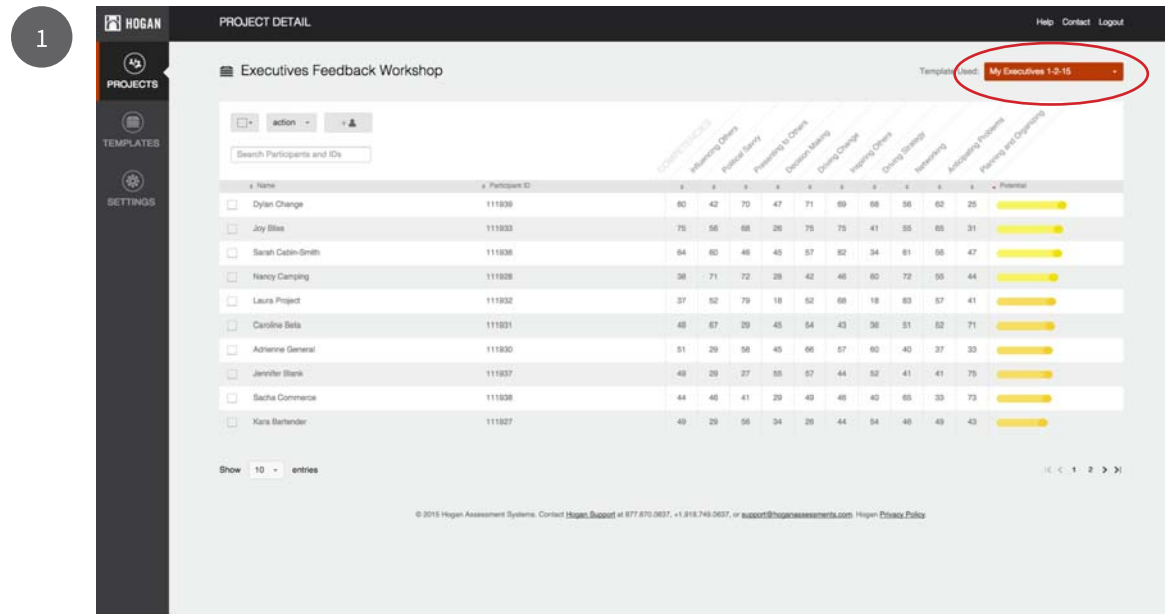 1
HOGAN
PROJECT DETAIL
Help Contact Logout
PROJECTS
Executives Feedback Workshop
Template Used: My Executives 1-2-15
TEMPLATES
SETTINGS
action
Search Participants and IDs
COMPETENCIES
Influencing Others
Political Savvy
Presenting to Others
Decision Making
Driving Change
Inspiring Others
Driving Strategy
Networking
Anticipating Problems
Planning and Organizing
Name Participant ID Potential
Dylan Change 111939 60 42 70 47 71 69 68 56 62 25
Joy Bliss 111933 75 56 68 26 75 75 41 55 65 31
Sarah Cabin-Smith 111936 64 60 46 45 57 82 34 61 56 47
Nancy Camping 111928 38 71 72 28 42 46 60 72 55 44
Laura Project 111932 37 52 79 18 52 68 18 83 57 41
Caroline Beta 111931 48 67 29 45 54 43 36 51 52 71
Adrienne General 111930 51 29 58 45 66 57 60 40 37 33
Jennifer Blank 111937 49 29 27 55 67 44 52 41 41 75
Sacha Commerce 111938 44 46 41 29 49 46 40 65 33 73
Kara Bartender 111927 49 29 56 34 26 44 54 46 49 43
Show 10 entries
1 2
© 2015 Hogan Assessment Systems. Contact Hogan Support at 877.670.0637, +1.918.749.0637, or support@hoganassessments.com. Hogan Privacy Policy